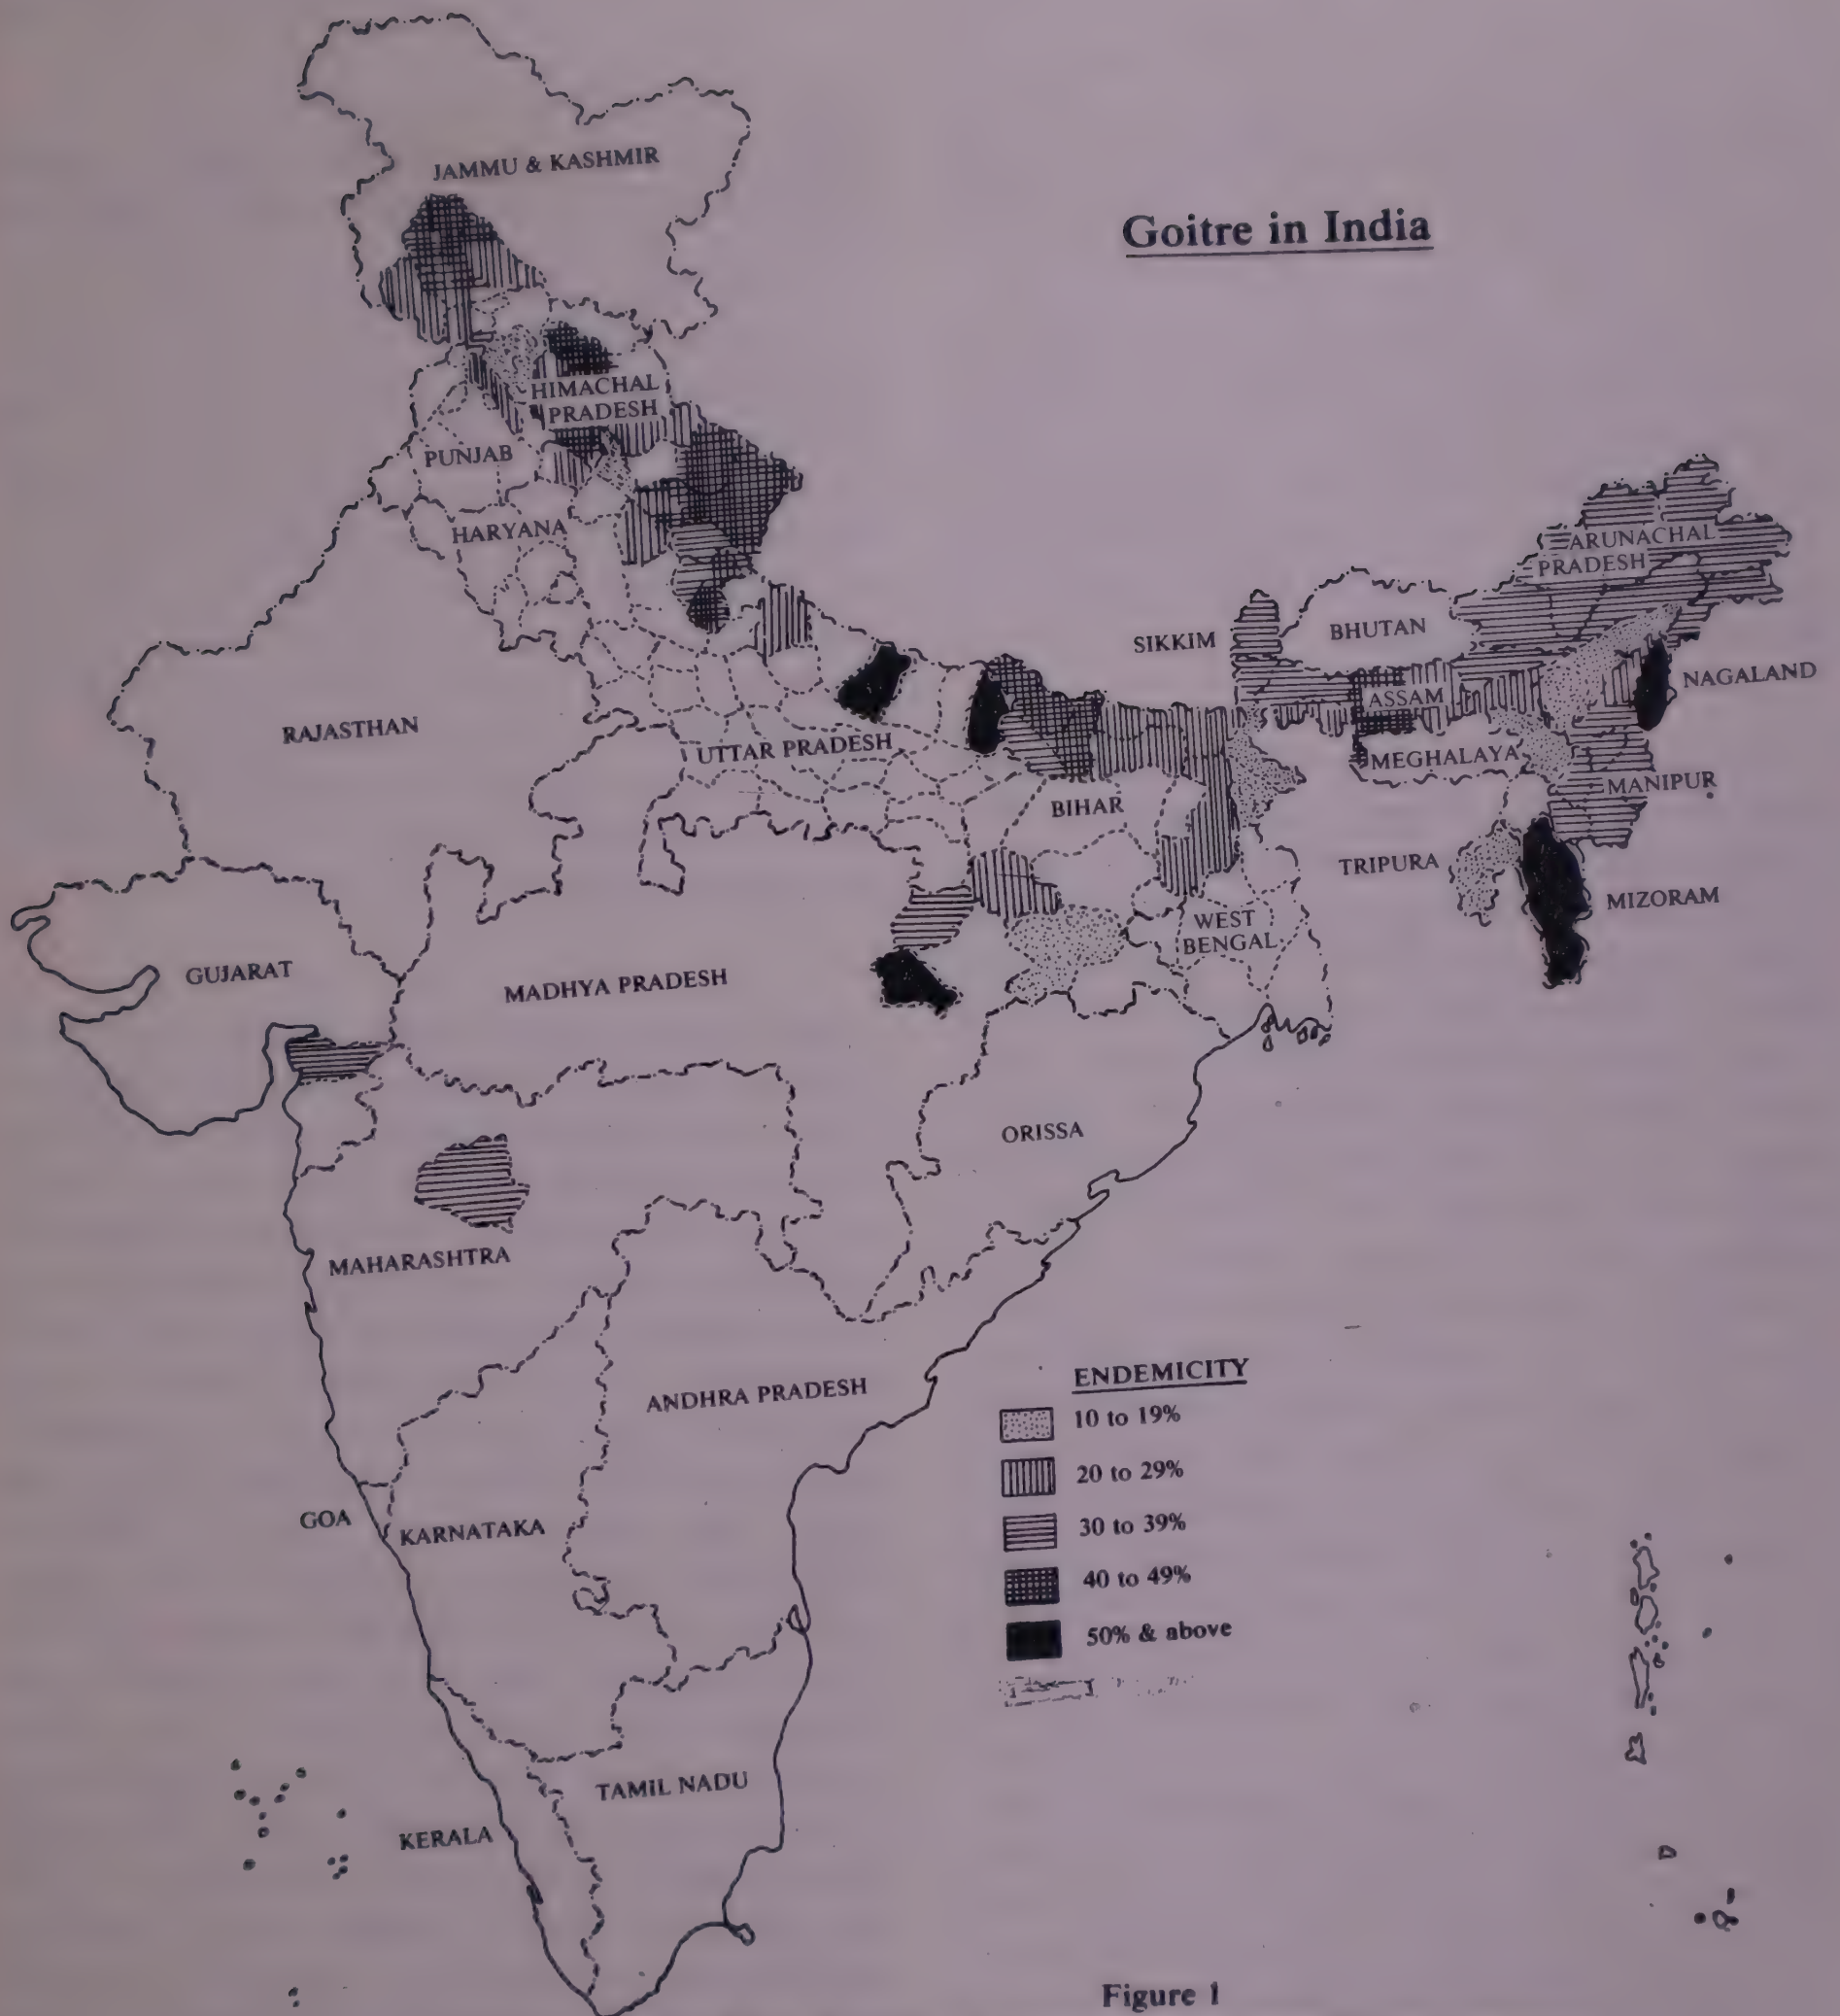 Goitre in India
JAMMU & KASHMIR
HIMACHAL
PRADESH
PUNJAB
HARYANA
ARUNACHAL
PRADESH
SIKKIM
BHUTAN
NAGALAND
ASSAM
RAJASTHAN
UTTAR PRADESH
MEGHALAYA
MANIPUR
BIHAR
TRIPURA
MIZORAM
WEST
BENGAL
GUJARAT
MADHYA PRADESH
ORISSA
MAHARASHTRA
ANDHRA PRADESH
GOA
KARNATAKA
TAMIL NADU
KERALA
ENDEMICITY
10 to 19%
20 to 29%
30 to 39%
40 to 49%
50% & above
Figure 1